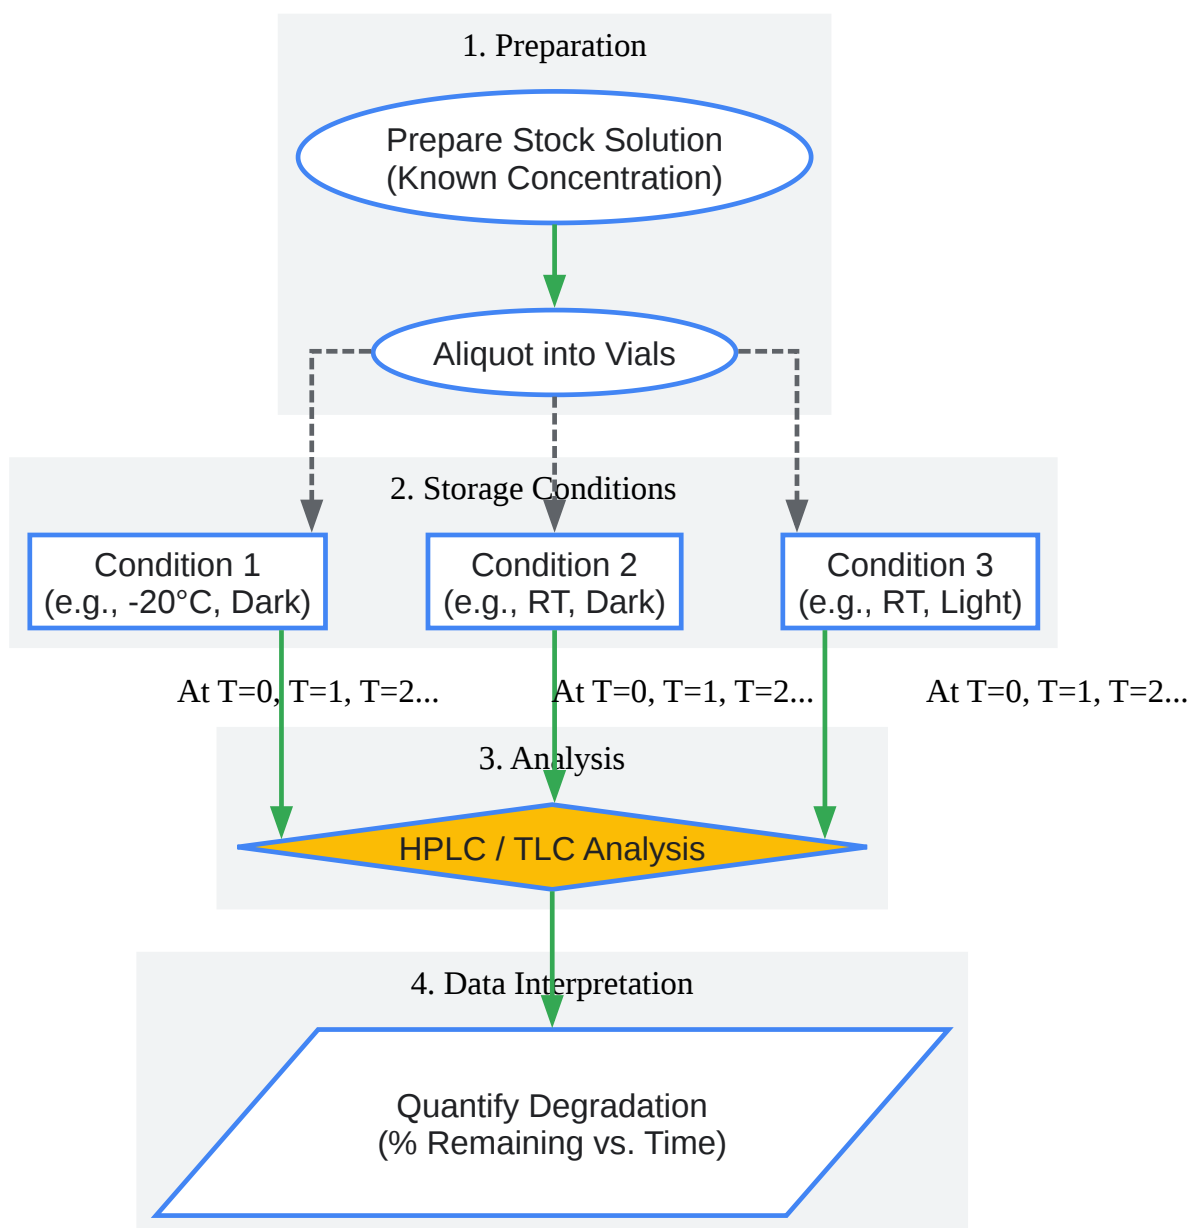 1. Preparation
Prepare Stock Solution
(Known Concentration)
Aliquot into Vials
2. Storage Conditions
Condition 1
(e.g., -20°C, Dark)
Condition 2
(e.g., RT, Dark)
Condition 3
(e.g., RT, Light)
At T=0, T=1, T=2...
At T=0, T=1, T=2...
At T=0, T=1, T=2...
3. Analysis
HPLC / TLC Analysis
4. Data Interpretation
Quantify Degradation
(% Remaining vs. Time)